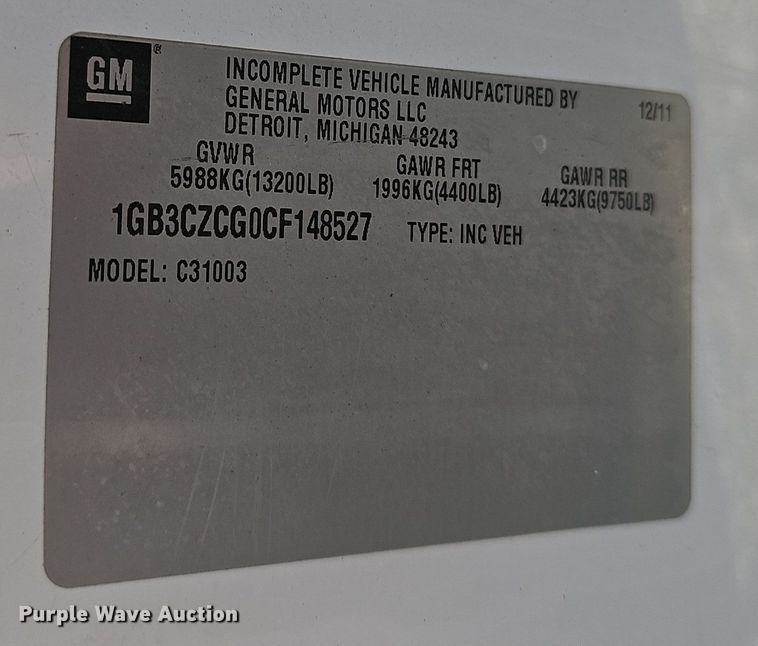 GM®
INCOMPLETE VEHICLE MANUFACTURED BY 12/11
GENERAL MOTORS LLC
DETROIT, MICHIGAN 48243
GVWR GAWR FRT GAWR RR
5988KG(13200LB) 1996KG(4400LB) 4423KG(9750LB)
1GB3CZCG0CF148527 TYPE: INC VEH
MODEL: C31003
Purple Wave Auction